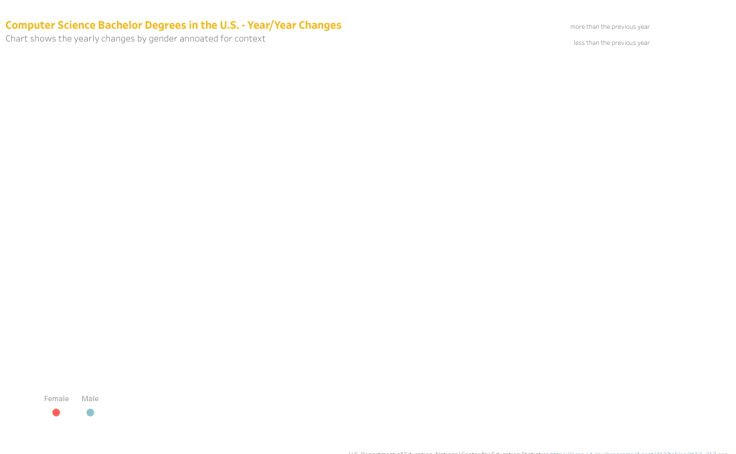 Computer Science Bachelor Degrees in the U.S. - Year/Year Changes
Chart shows the yearly changes by gender annoated for context
more than the previous year
less than the previous year
Female Male